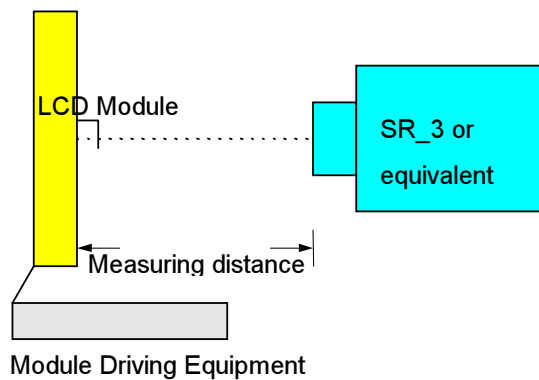 LCD Module
SR_3 or
equivalent
Measuring distance
Module Driving Equipment